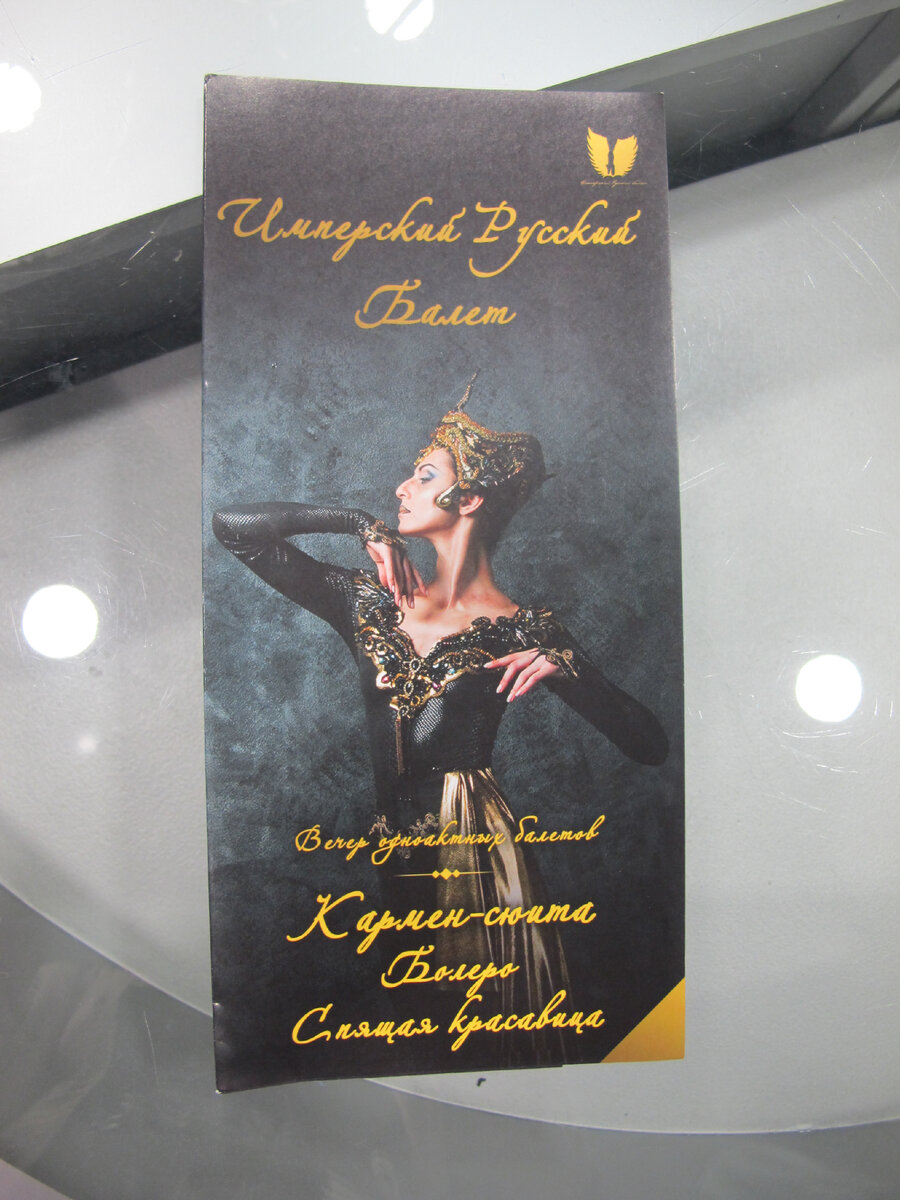 Имперский Русский
Балет
Вечер одноактных балетов
Кармен-сюита
Болеро
Спящая красавица